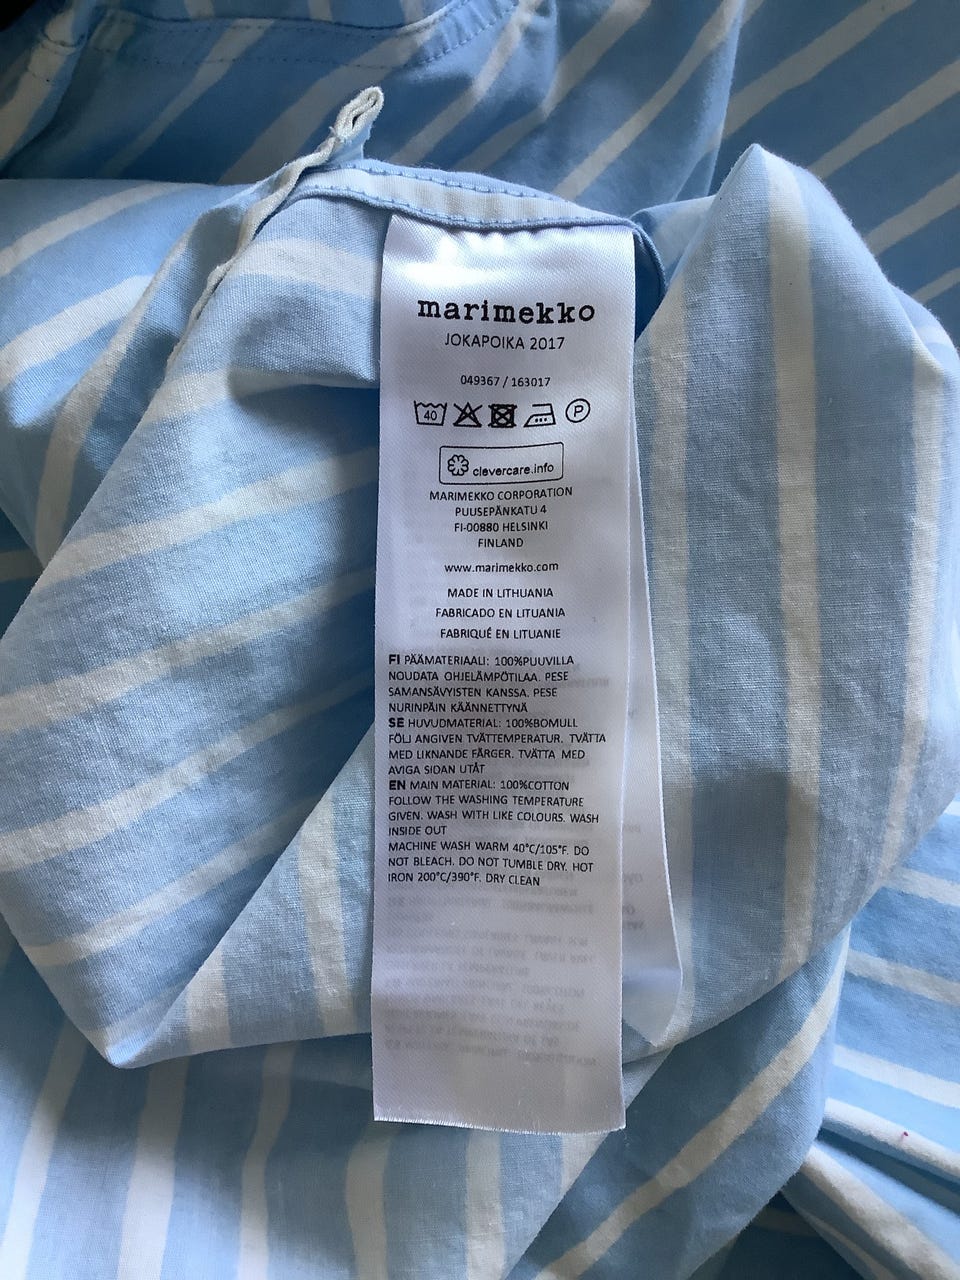 marimekko
JOKAPOIKA 2017
049367 / 163017
40 P
clevercare.info
MARIMEKKO CORPORATION
PUUSEPÄNKATU 4
FI-00880 HELSINKI
FINLAND
www.marimekko.com
MADE IN LITHUANIA
FABRICADO EN LITUANIA
FABRIQUÉ EN LITUANIE
FI PÄÄMATERIAALI: 100%PUUVILLA
NOUDATA OHJELÄMPÖTILAA. PESE
SAMANSÄVYISTEN KANSSA. PESE
NURINPÄIN KÄÄNNETTYNÄ
SE HUVUDMATERIAL: 100%BOMULL
FÖLJ ANGIVEN TVÄTTEMPERATUR. TVÄTTA
MED LIKNANDE FÄRGER. TVÄTTA MED
AVIGA SIDAN UTÅT
EN MAIN MATERIAL: 100%COTTON
FOLLOW THE WASHING TEMPERATURE
GIVEN. WASH WITH LIKE COLOURS. WASH
INSIDE OUT
MACHINE WASH WARM 40°C/105°F. DO
NOT BLEACH. DO NOT TUMBLE DRY. HOT
IRON 200°C/390°F. DRY CLEAN